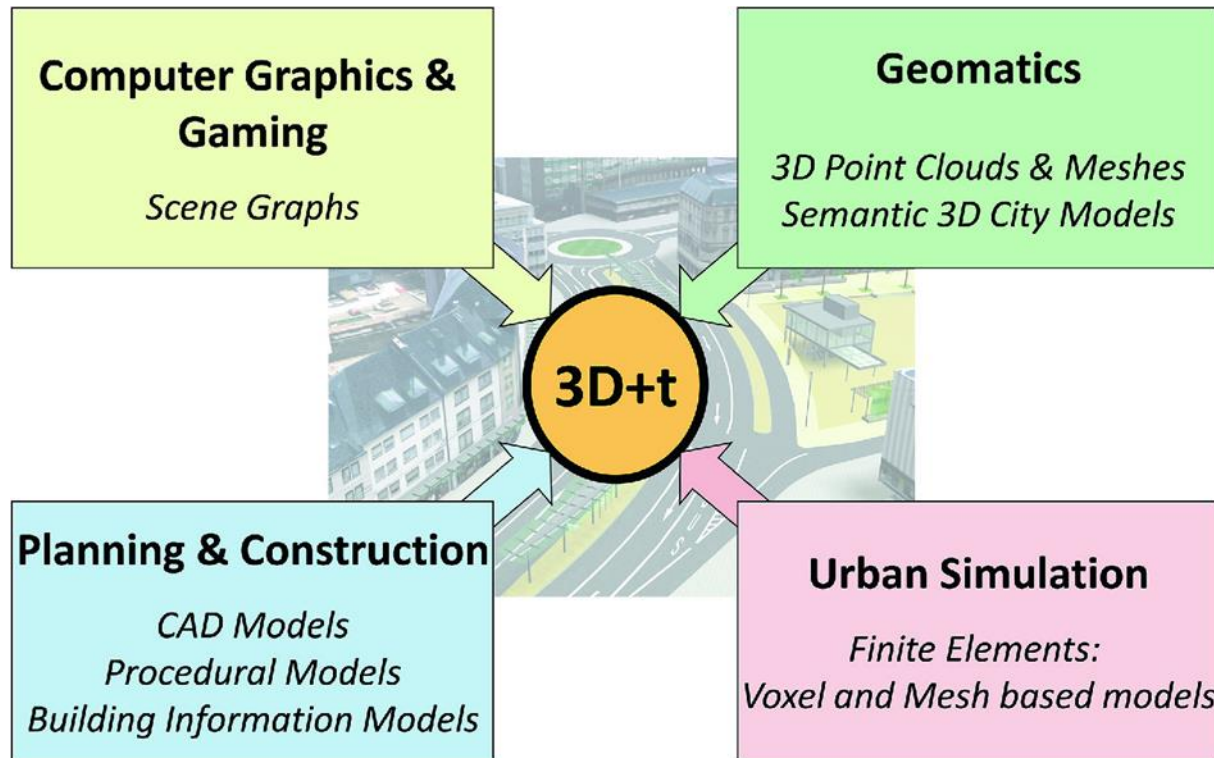 Computer Graphics &
Gaming
Scene Graphs
Geomatics
3D Point Clouds & Meshes
Semantic 3D City Models
3D+t
Planning & Construction
CAD Models
Procedural Models
Building Information Models
Urban Simulation
Finite Elements:
Voxel and Mesh based models